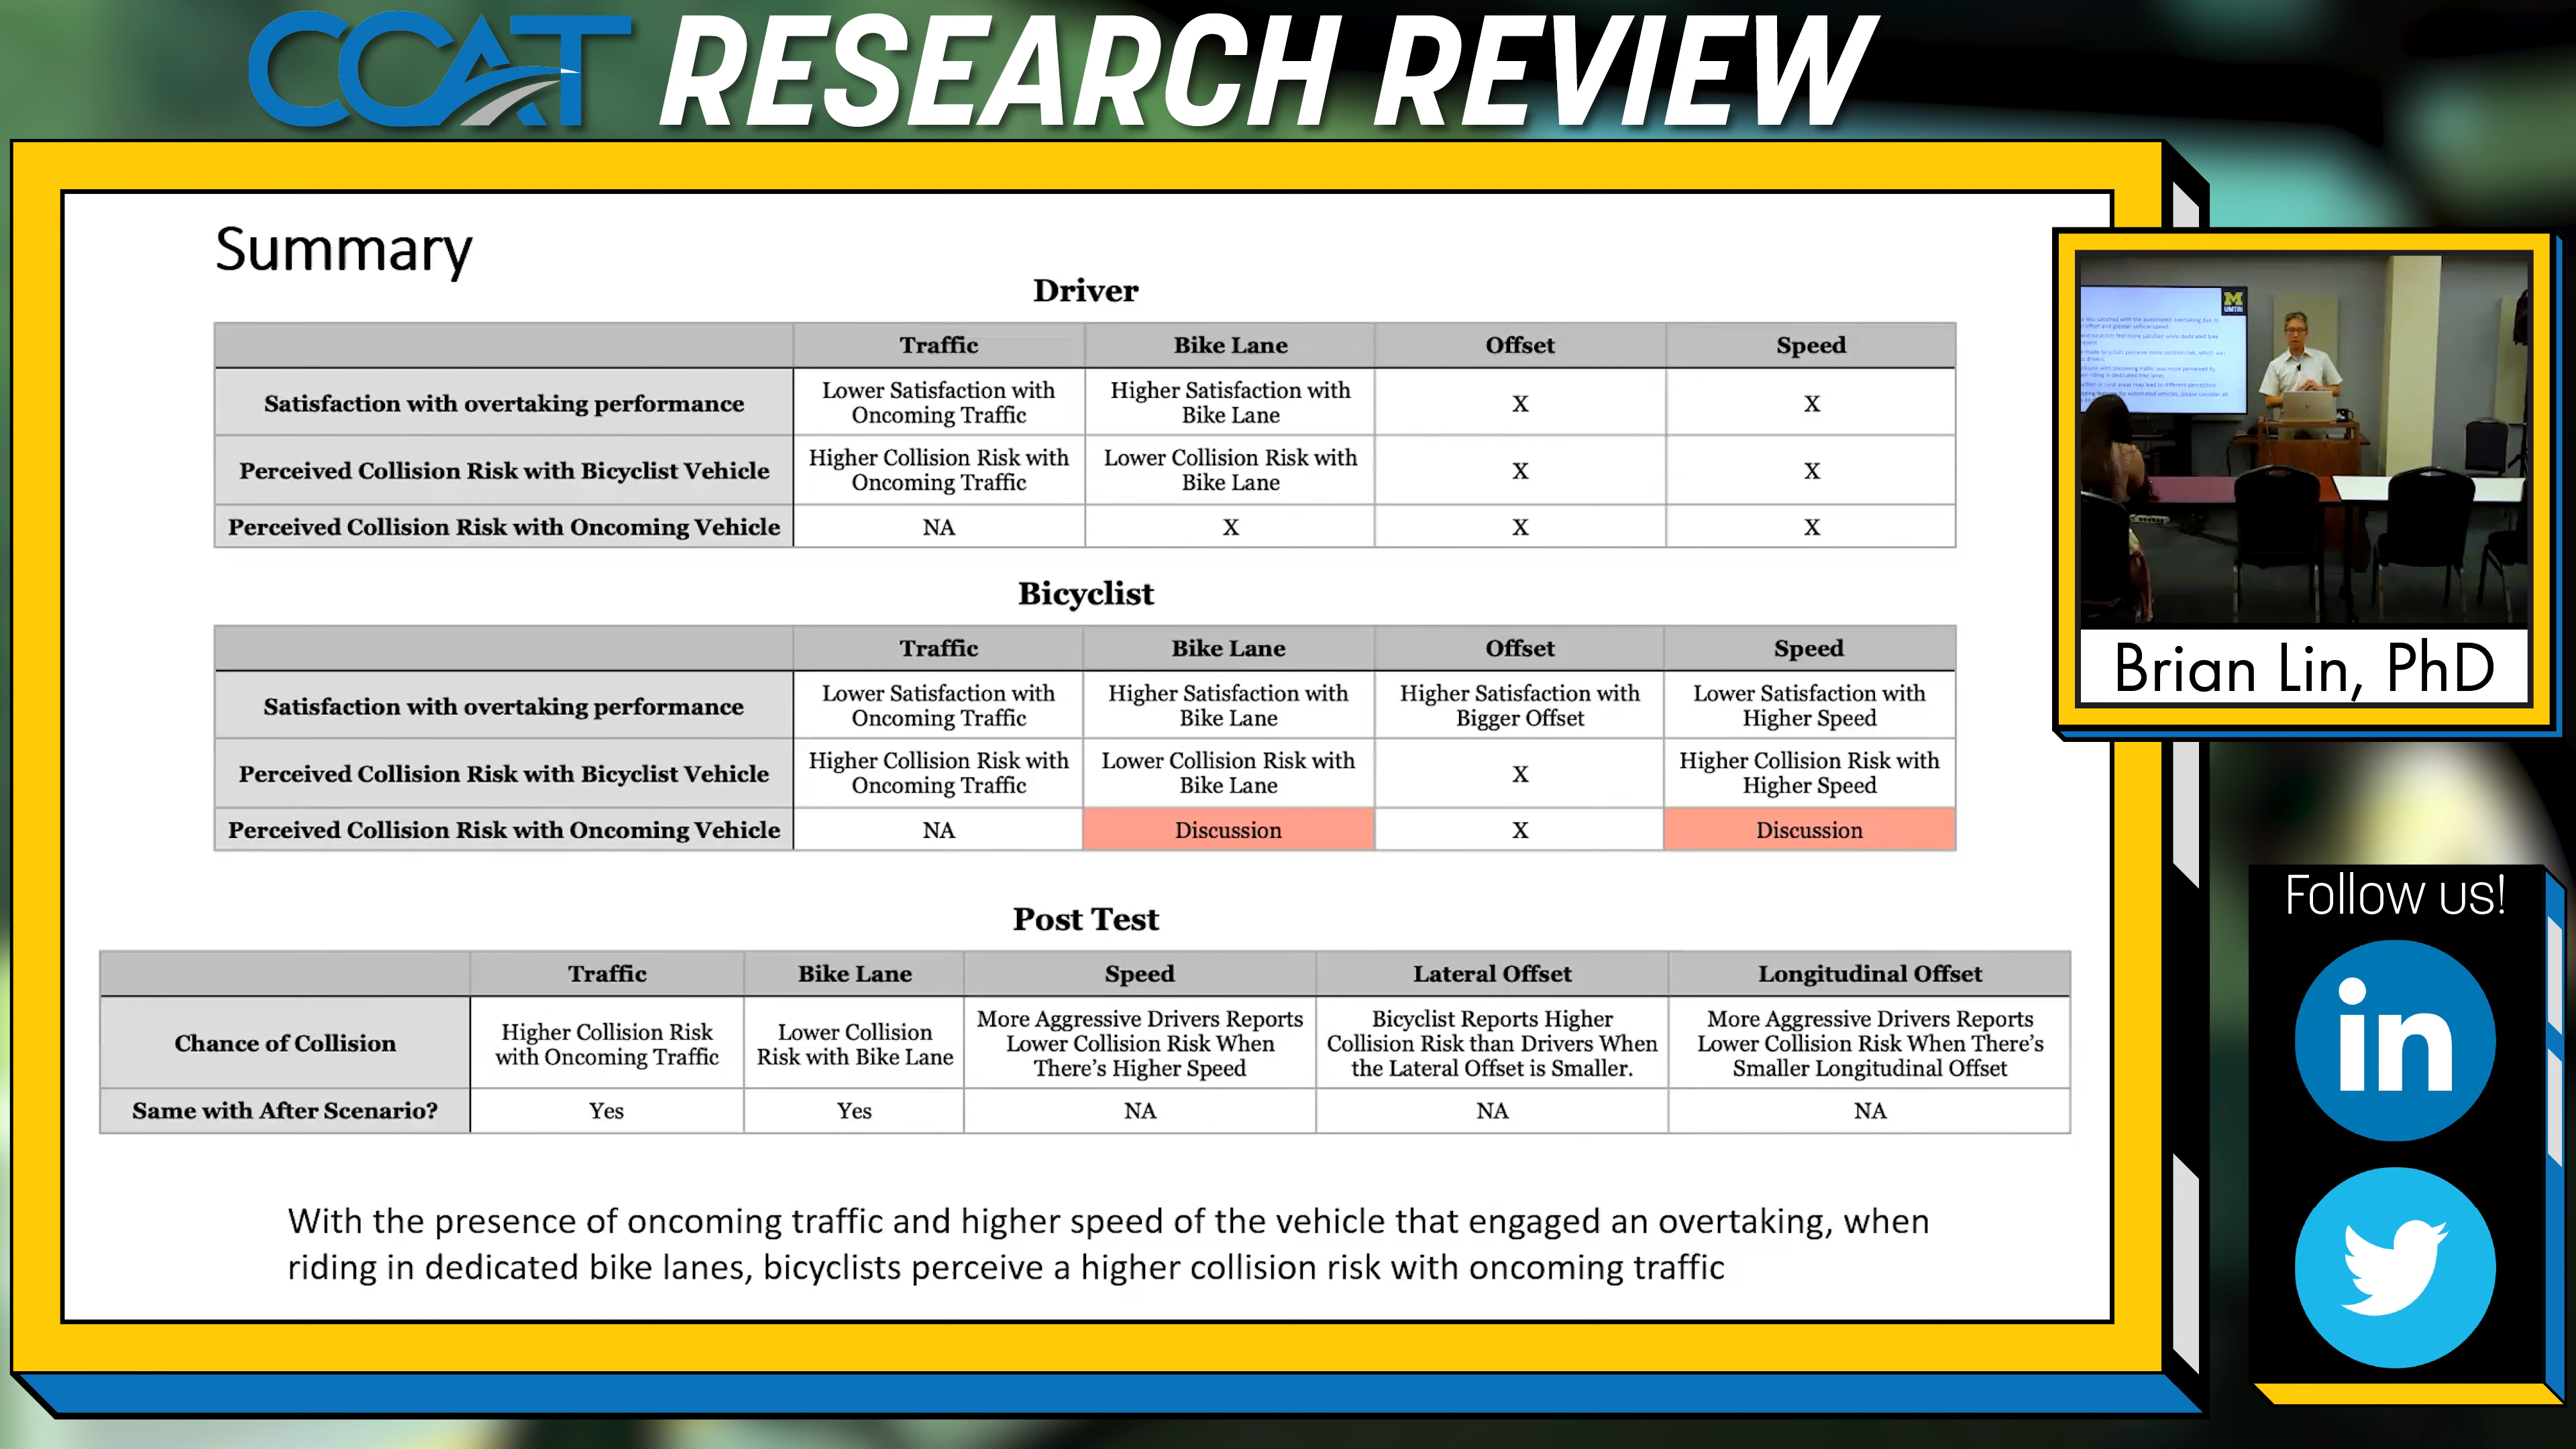 CCAT RESEARCH REVIEW
Summary
Driver
Traffic Bike Lane Offset Speed
Satisfaction with overtaking performance
Lower Satisfaction with
Oncoming Traffic
Higher Satisfaction with
Bike Lane
X
X
Perceived Collision Risk with Bicyclist Vehicle
Higher Collision Risk with
Oncoming Traffic
Lower Collision Risk with
Bike Lane
X
X
Perceived Collision Risk with Oncoming Vehicle
NA
X
X
X
Bicyclist
Traffic Bike Lane Offset Speed
Satisfaction with overtaking performance
Lower Satisfaction with
Oncoming Traffic
Higher Satisfaction with
Bike Lane
Higher Satisfaction with
Bigger Offset
Lower Satisfaction with
Higher Speed
Perceived Collision Risk with Bicyclist Vehicle
Higher Collision Risk with
Oncoming Traffic
Lower Collision Risk with
Bike Lane
X
Higher Collision Risk with
Higher Speed
Perceived Collision Risk with Oncoming Vehicle
NA
Discussion
X
Discussion
Post Test
Traffic Bike Lane Speed Lateral Offset Longitudinal Offset
Chance of Collision
Higher Collision Risk
with Oncoming Traffic
Lower Collision
Risk with Bike Lane
More Aggressive Drivers Reports
Lower Collision Risk When
There's Higher Speed
Bicyclist Reports Higher
Collision Risk than Drivers When
the Lateral Offset is Smaller.
More Aggressive Drivers Reports
Lower Collision Risk When There's
Smaller Longitudinal Offset
Same with After Scenario?
Yes
Yes
NA
NA
NA
With the presence of oncoming traffic and higher speed of the vehicle that engaged an overtaking, when
riding in dedicated bike lanes, bicyclists perceive a higher collision risk with oncoming traffic
M
UMTRI
Brian Lin, PhD
Follow us!
in